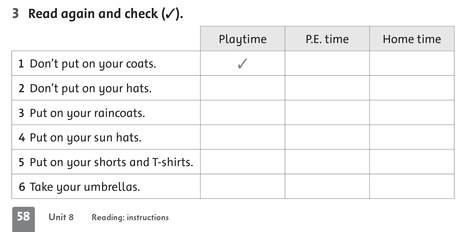 3 Read again and check (✓).
Playtime P.E. time Home time
1 Don't put on your coats. ✓
2 Don't put on your hats.
3 Put on your raincoats.
4 Put on your sun hats.
5 Put on your shorts and T-shirts.
6 Take your umbrellas.
58 Unit 8 Reading: instructions